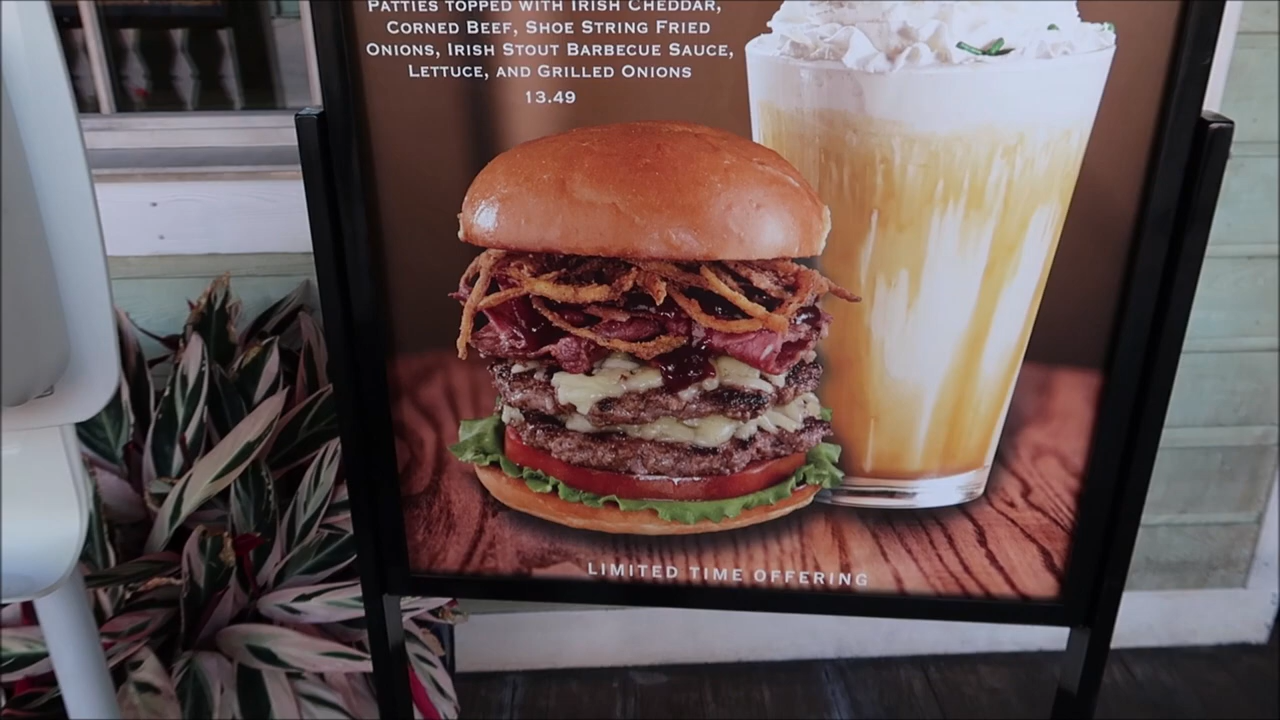 PATTIES TOPPED WITH IRISH CHEDDAR,
CORNED BEEF, SHOE STRING FRIED
ONIONS, IRISH STOUT BARBECUE SAUCE,
LETTUCE, AND GRILLED ONIONS
13.49
LIMITED TIME OFFERING